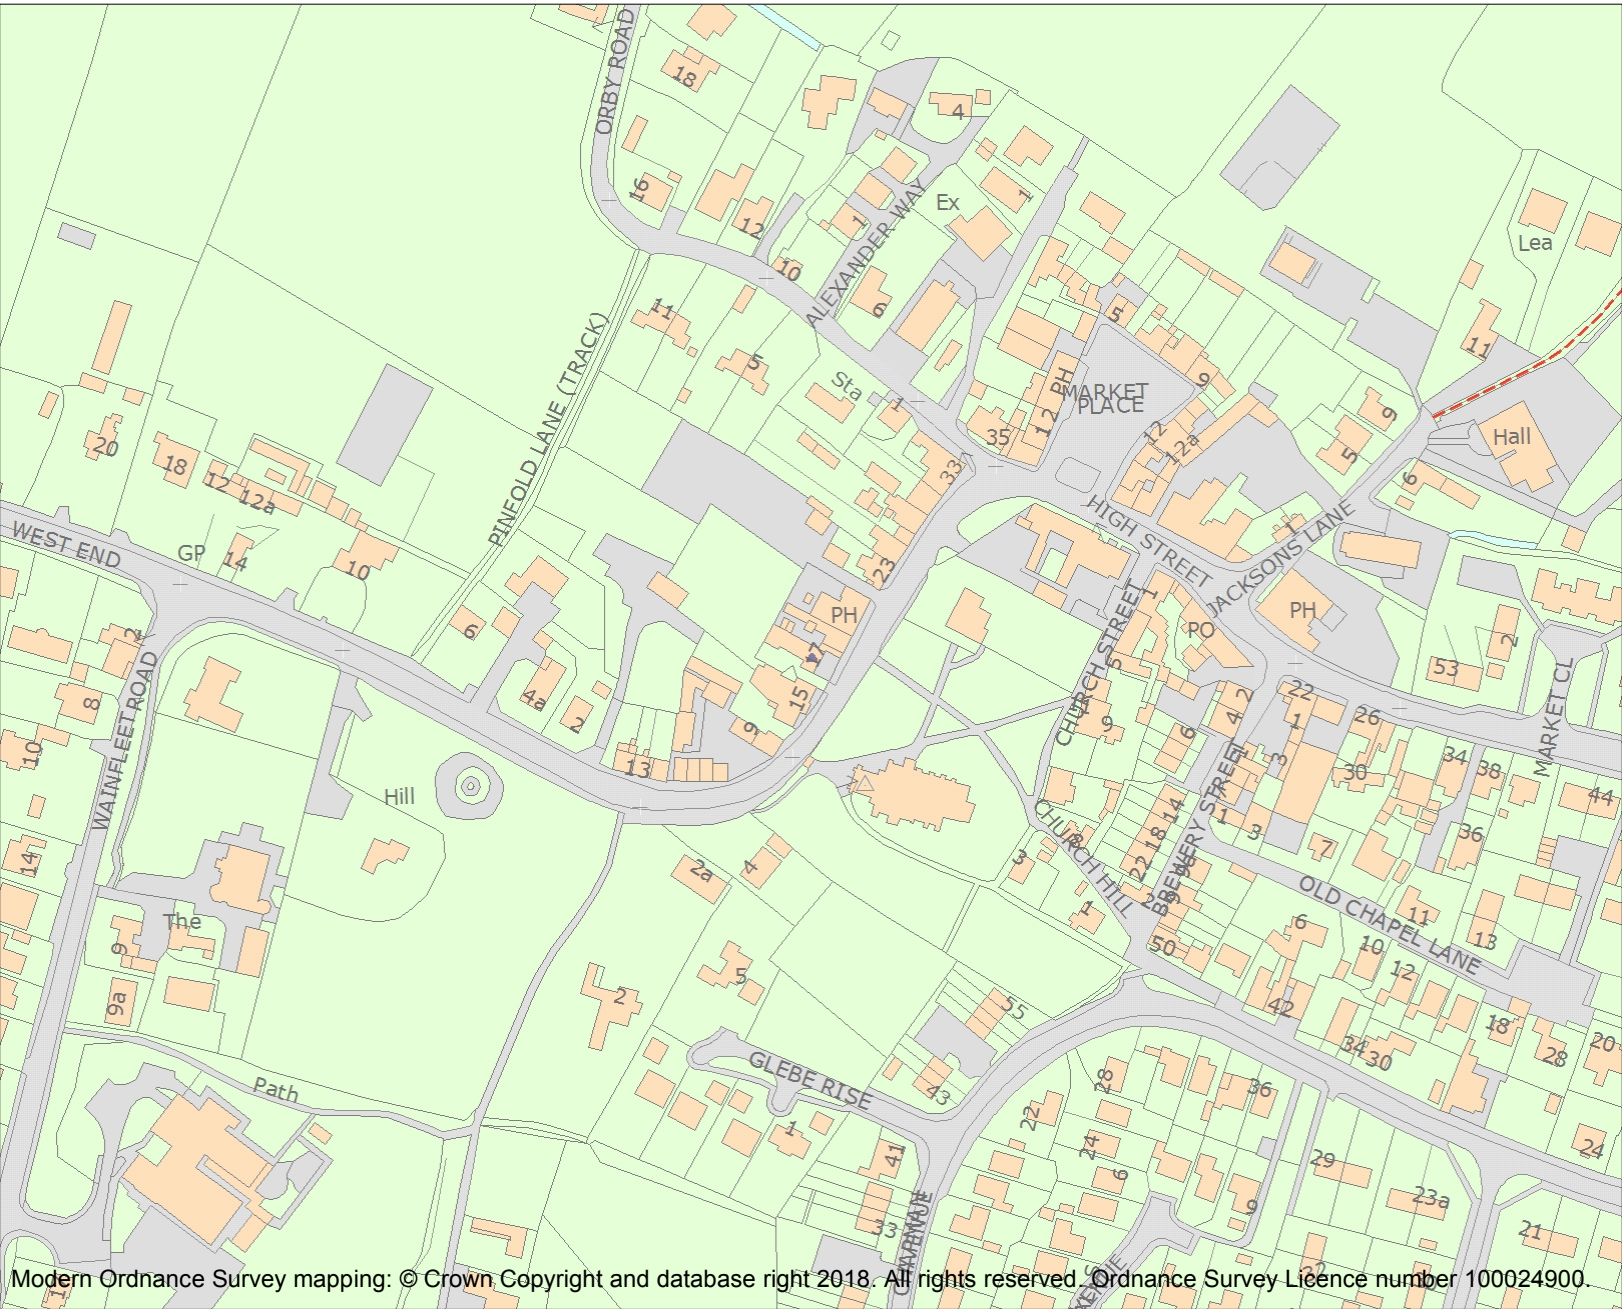 ORBY ROAD
18
4
16
12
1
Ex
1
ALEXANDER WAY
10
6
11
5
Sta
1
PINFOLD LANE (TRACK)
5
PH
MARKET
PLACE
9
1 2
35
12
12a
33
Lea
11
9
5
6
Hall
HIGH STREET
1
JACKSONS LANE
20
18
12
12a
WEST END
GP
14
10
23
PH
17
15
9
6
4a
2
13
CHURCH STREET
1
PO
5
PH
2
53
MARKET CL
2
8
10
WAINFLEET ROAD
14
Hill
The
9
9a
CHURCH STREET
9
6
4 2
22
1
3
26
30
34
38
44
36
7
1
3
BREWERY STREET
14
18
22
CHURCH HILL
3
1
50
OLD CHAPEL LANE
6
10
12
11
13
18
28
20
42
34
30
2a
4
5
2
55
43
GLEBE RISE
1
41
33
Path
28
22
24
6
36
9
29
23a
24
21
32
Modern Ordnance Survey mapping: © Crown Copyright and database right 2018. All rights reserved. Ordnance Survey Licence number 100024900.